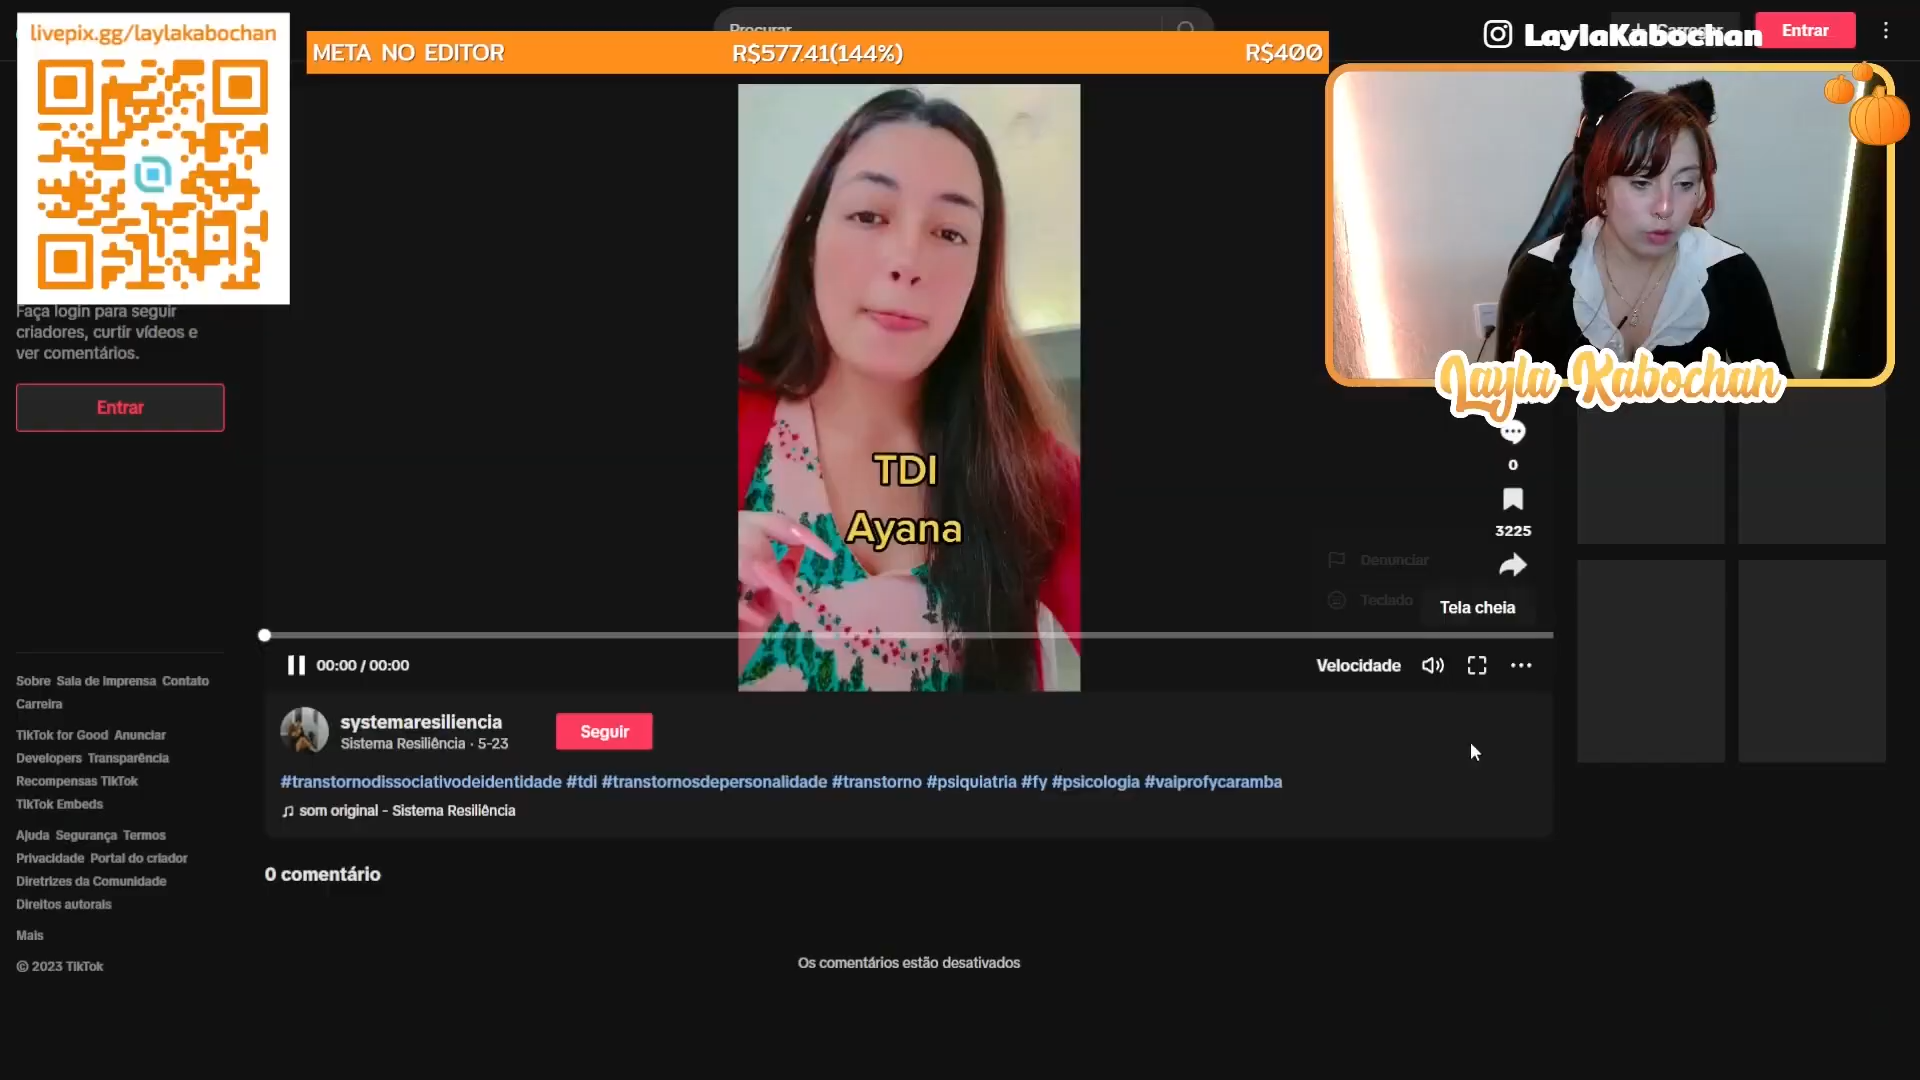 livepix.gg/laylakabochan
Procurar
META NO EDITOR
R$577.41(144%)
R$400
LaylaKabochan
Carregar
Entrar
Layla Kabochan
Faça login para seguir
criadores, curtir vídeos e
ver comentários.
Entrar
TDI
Ayana
0
3225
Denunciar
Teclado
Tela cheia
00:00 / 00:00
Velocidade
systemaresiliencia
Sistema Resiliência · 5-23
Seguir
#transtornodissociativodeidentidade #tdi #transtornosdepersonalidade #transtorno #psiquiatria #fy #psicologia #vaiprofycaramba
som original - Sistema Resiliência
0 comentário
Os comentários estão desativados
Sobre Sala de Imprensa Contato
Carreira
TikTok for Good Anunciar
Developers Transparência
Recompensas TikTok
TikTok Embeds
Ajuda Segurança Termos
Privacidade Portal do criador
Diretrizes da Comunidade
Direitos autorais
Mais
© 2023 TikTok